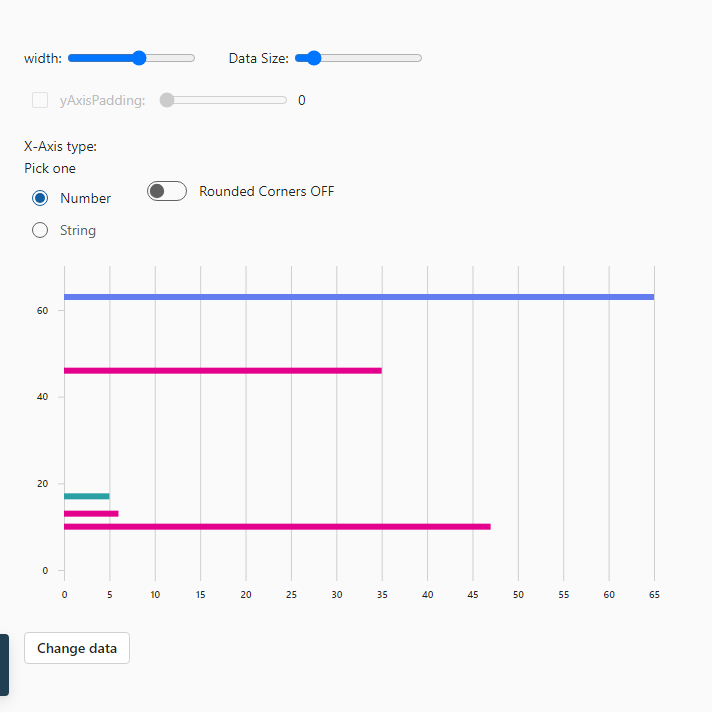 width: Data Size:
yAxisPadding: 0
X-Axis type:
Pick one
Number Rounded Corners OFF
String
60
40
20
0
0 5 10 15 20 25 30 35 40 45 50 55 60 65
Change data